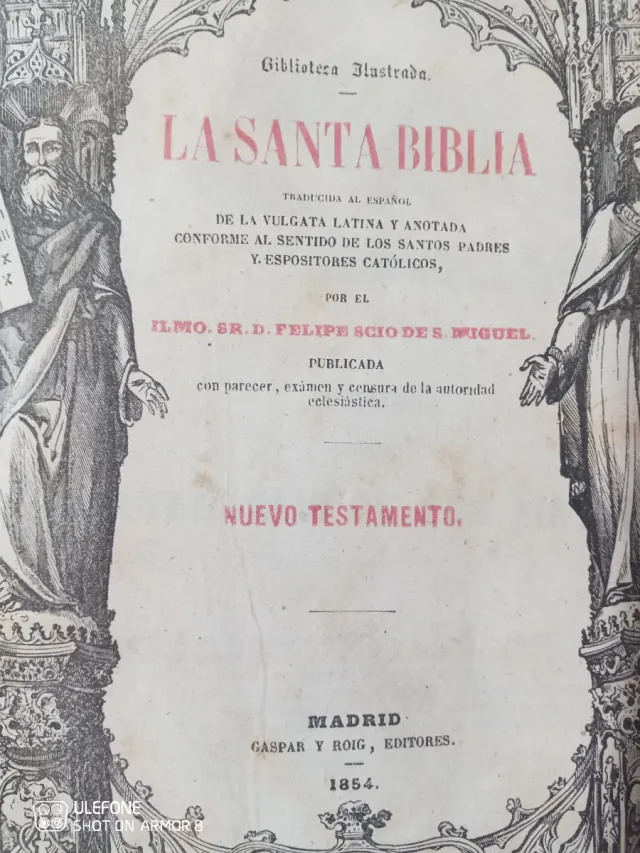 Biblioteca Ilustrada.
LA SANTA BIBLIA
TRADUCIDA AL ESPAÑOL
DE LA VULGATA LATINA Y ANOTADA
CONFORME AL SENTIDO DE LOS SANTOS PADRES
Y. ESPOSITORES CATÓLICOS,
POR EL
ILMO. SR. D. FELIPE SCIO DE S. MIGUEL.
PUBLICADA
con parecer, exámen y censura de la autoridad
eclesiástica.
NUEVO TESTAMENTO.
MADRID
GASPAR Y ROIG, EDITORES.
1854.
ULEFONE
SHOT ON ARMOR 8